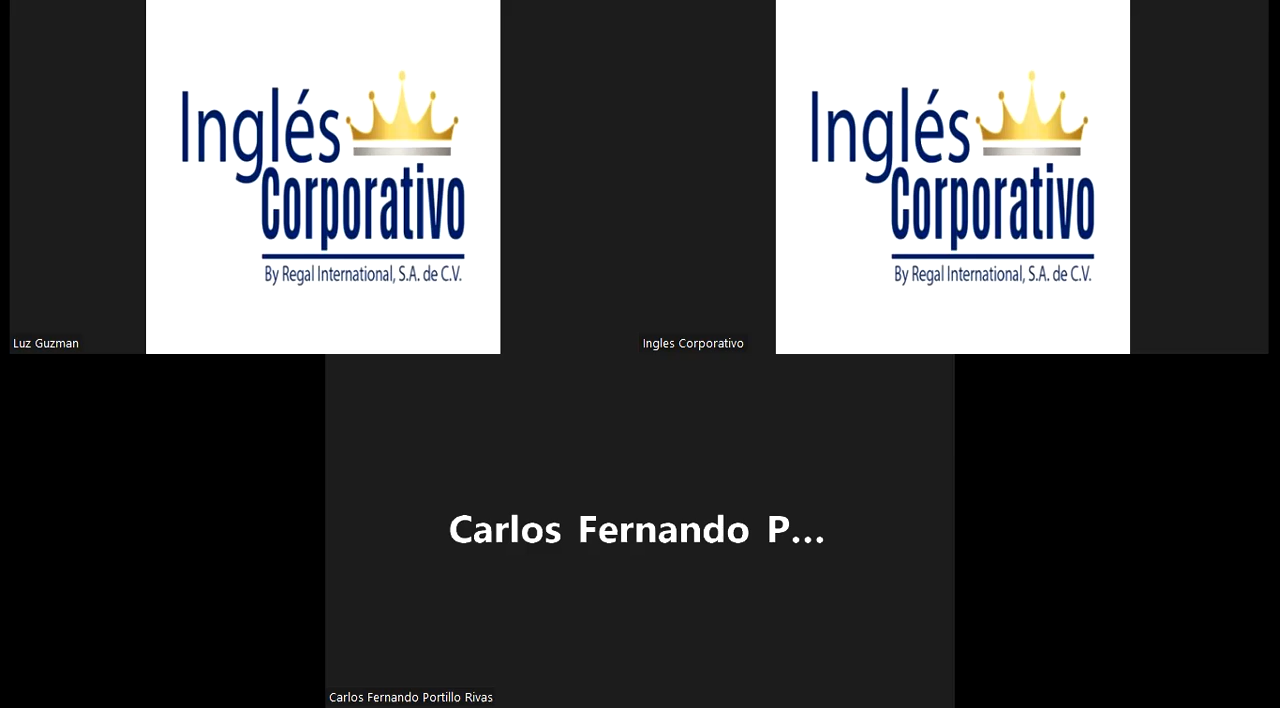 Inglés
Corporativo
By Regal International, S.A. de C.V.
Luz Guzman
Inglés
Corporativo
By Regal International, S.A. de C.V.
Ingles Corporativo
Carlos Fernando P...
Carlos Fernando Portillo Rivas